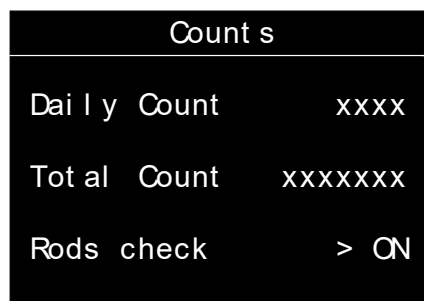 Counts
Daily Count xxxx
Total Count xxxxxxx
Rods check > ON